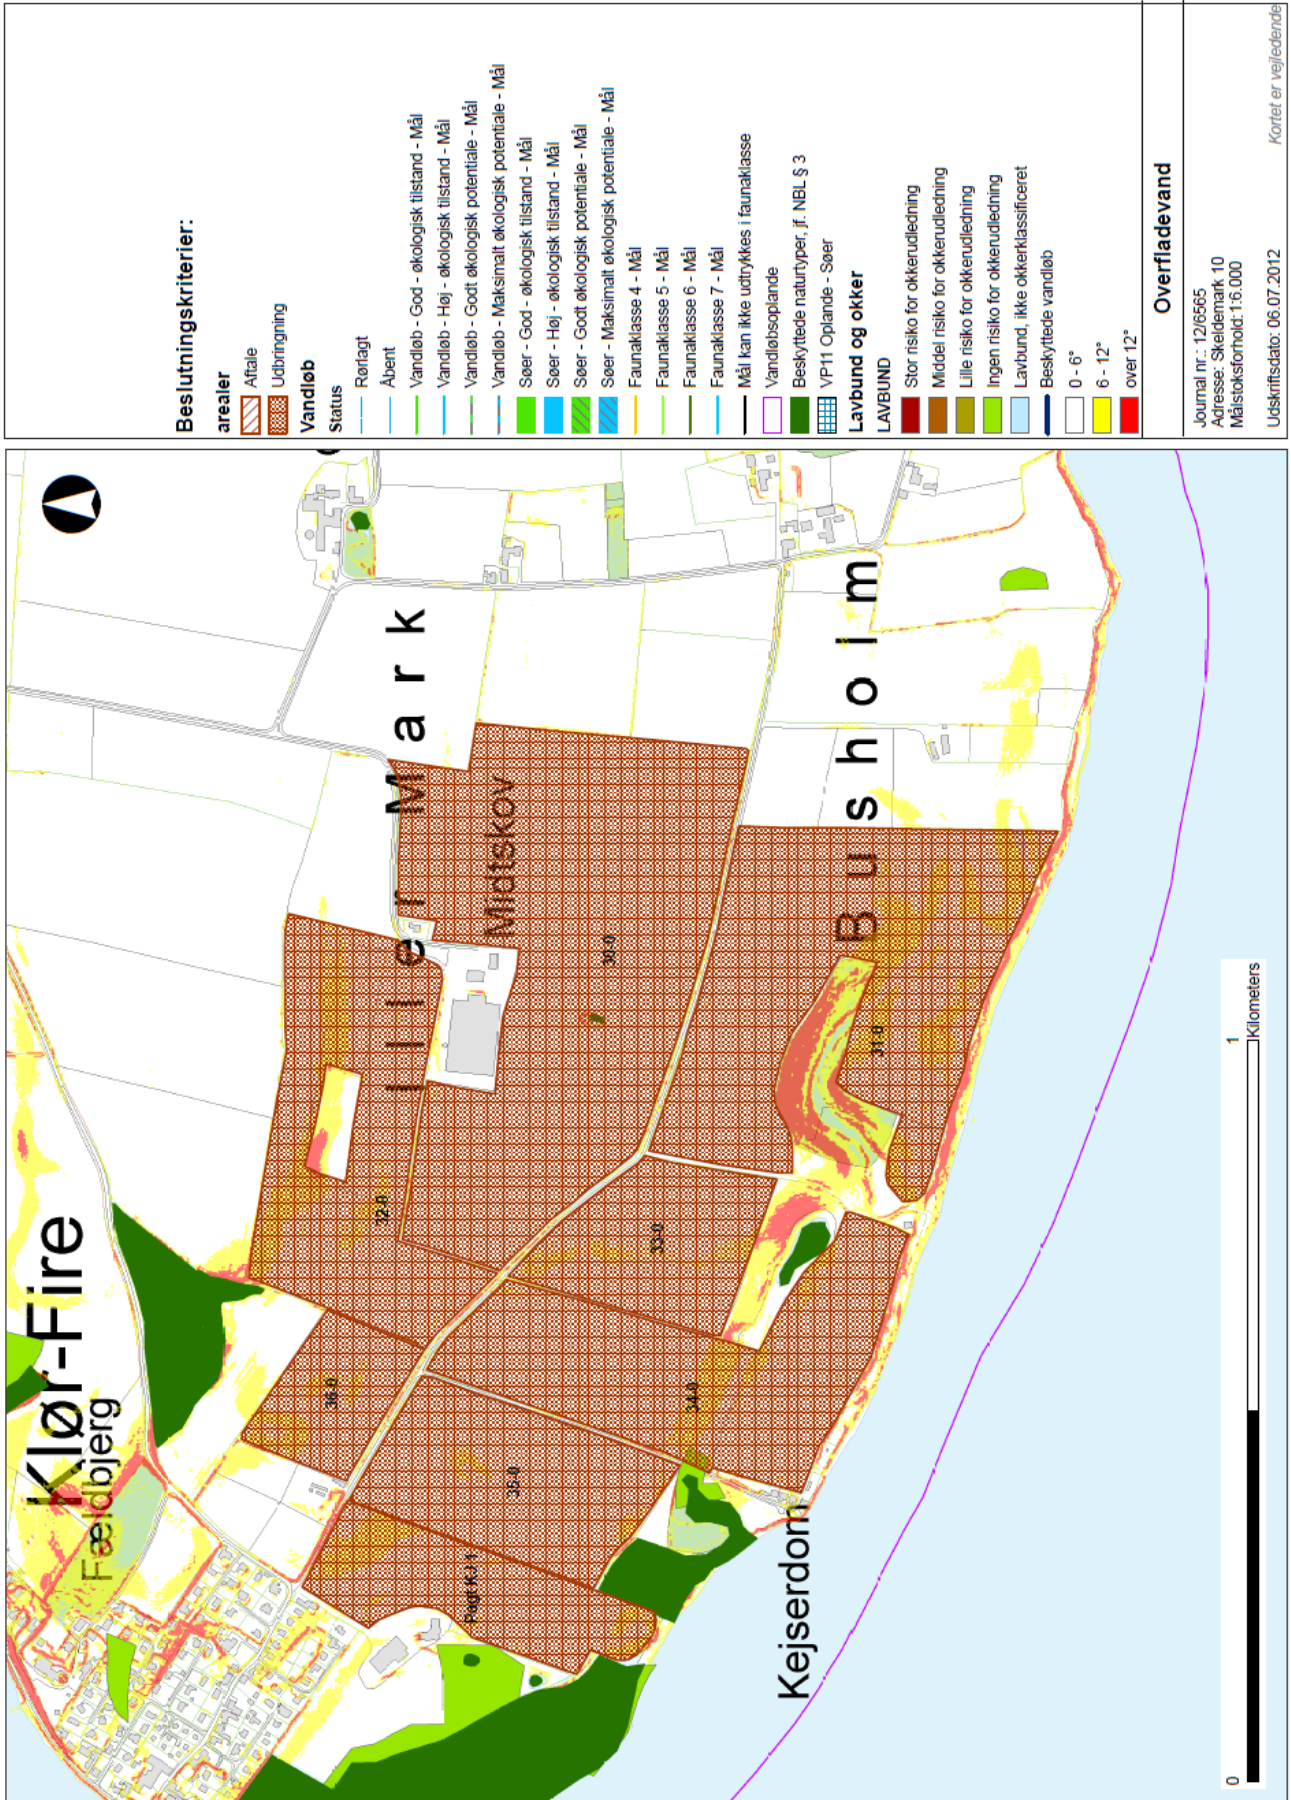 Klør-Fire
Fældbjerg
Iller Mark
Midtskov
Busholm
Kejserdom
36-0
32-0
35-0
Pagt KJ 1
30-0
33-0
34-0
31-0
0
1
Kilometers
Beslutningskriterier:
arealer
Aftale
Udbringning
Vandløb
Status
Rørlagt
Åbent
Vandløb - God - økologisk tilstand - Mål
Vandløb - Høj - økologisk tilstand - Mål
Vandløb - Godt økologisk potentiale - Mål
Vandløb - Maksimalt økologisk potentiale - Mål
Søer - God - økologisk tilstand - Mål
Søer - Høj - økologisk tilstand - Mål
Søer - Godt økologisk potentiale - Mål
Søer - Maksimalt økologisk potentiale - Mål
Faunaklasse 4 - Mål
Faunaklasse 5 - Mål
Faunaklasse 6 - Mål
Faunaklasse 7 - Mål
Mål kan ikke udtrykkes i faunaklasse
Vandløbsoplande
Beskyttede naturtyper, jf. NBL § 3
VP11 Oplande - Søer
Lavbund og okker
LAVBUND
Stor risiko for okkerudledning
Middel risiko for okkerudledning
Lille risiko for okkerudledning
Ingen risiko for okkerudledning
Lavbund, ikke okkerklassificeret
Beskyttede vandløb
0 - 6°
6 - 12°
over 12°
Overfladevand
Journal nr.: 12/6565
Adresse: Skeldemark 10
Målstoksforhold: 1:6.000
Udskriftsdato: 06.07.2012
Kortet er vejledende